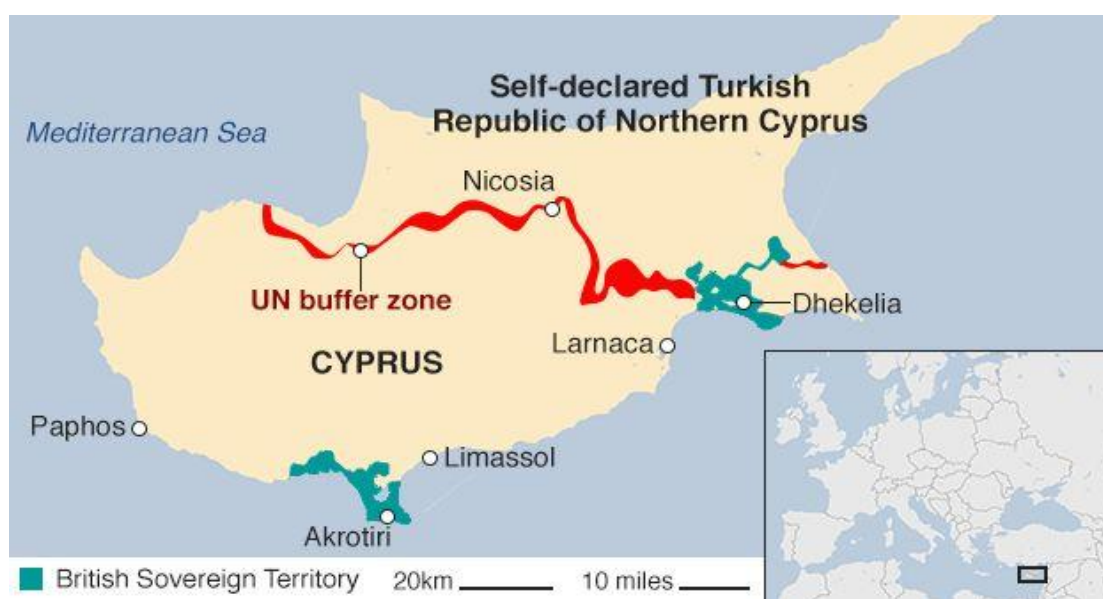 Self-declared Turkish
Republic of Northern Cyprus
Mediterranean Sea
Nicosia
UN buffer zone
Dhekelia
Larnaca
CYPRUS
Paphos
Limassol
Akrotiri
British Sovereign Territory 20km 10 miles